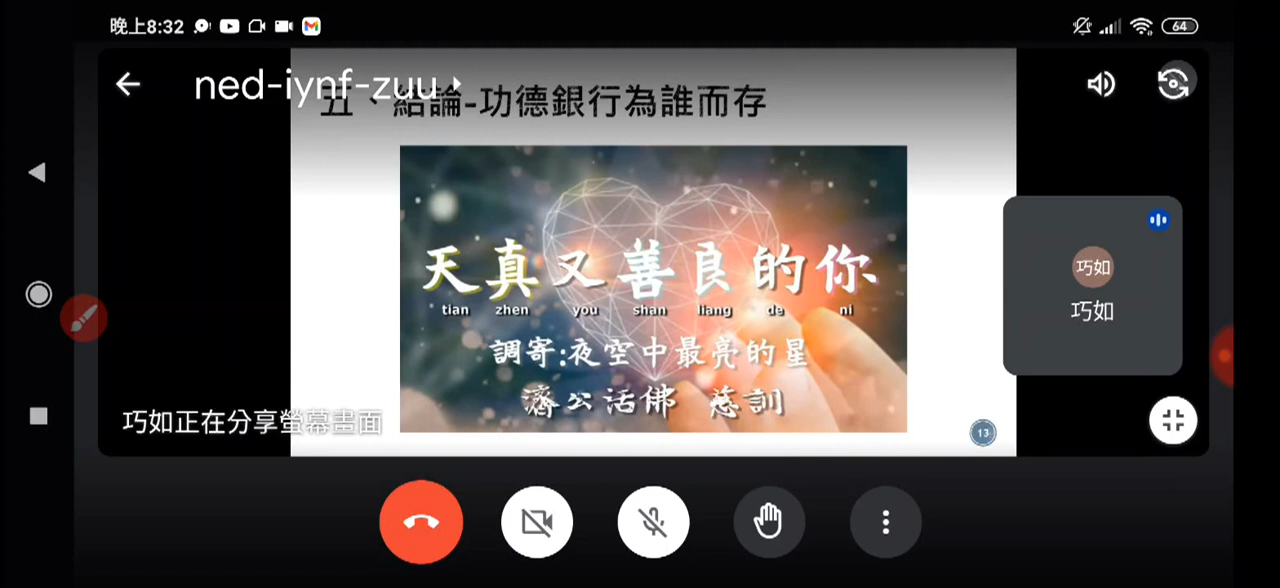 晚上8:32
64
ned-iynf-zuu
五、結論-功德銀行為誰而存
天真又善良的你
tian zhen you shan liang de ni
調寄:夜空中最亮的星
濟公活佛 慈訓
13
巧如
巧如
巧如正在分享螢幕畫面